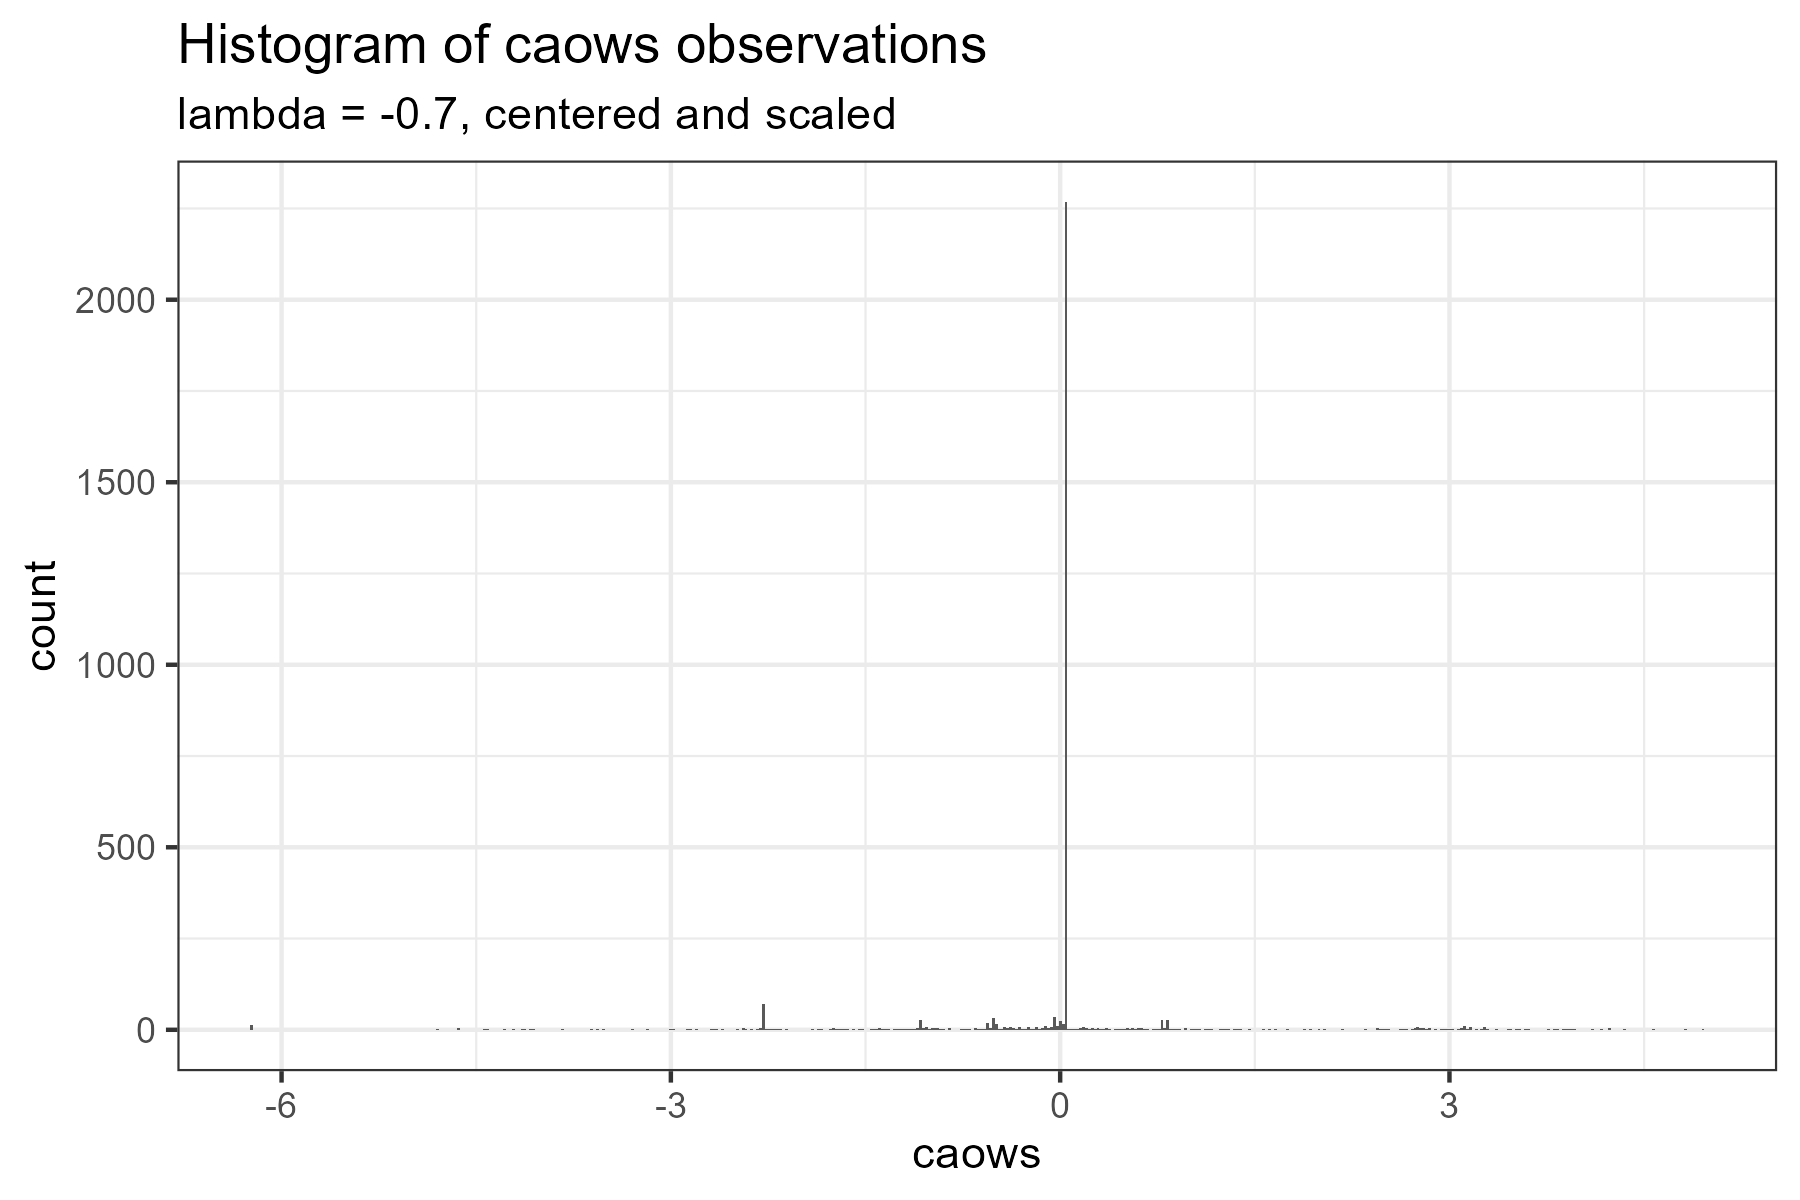 Histogram of caows observations
lambda = -0.7, centered and scaled
count
2000
1500
1000
500
0
-6
-3
0
3
caows